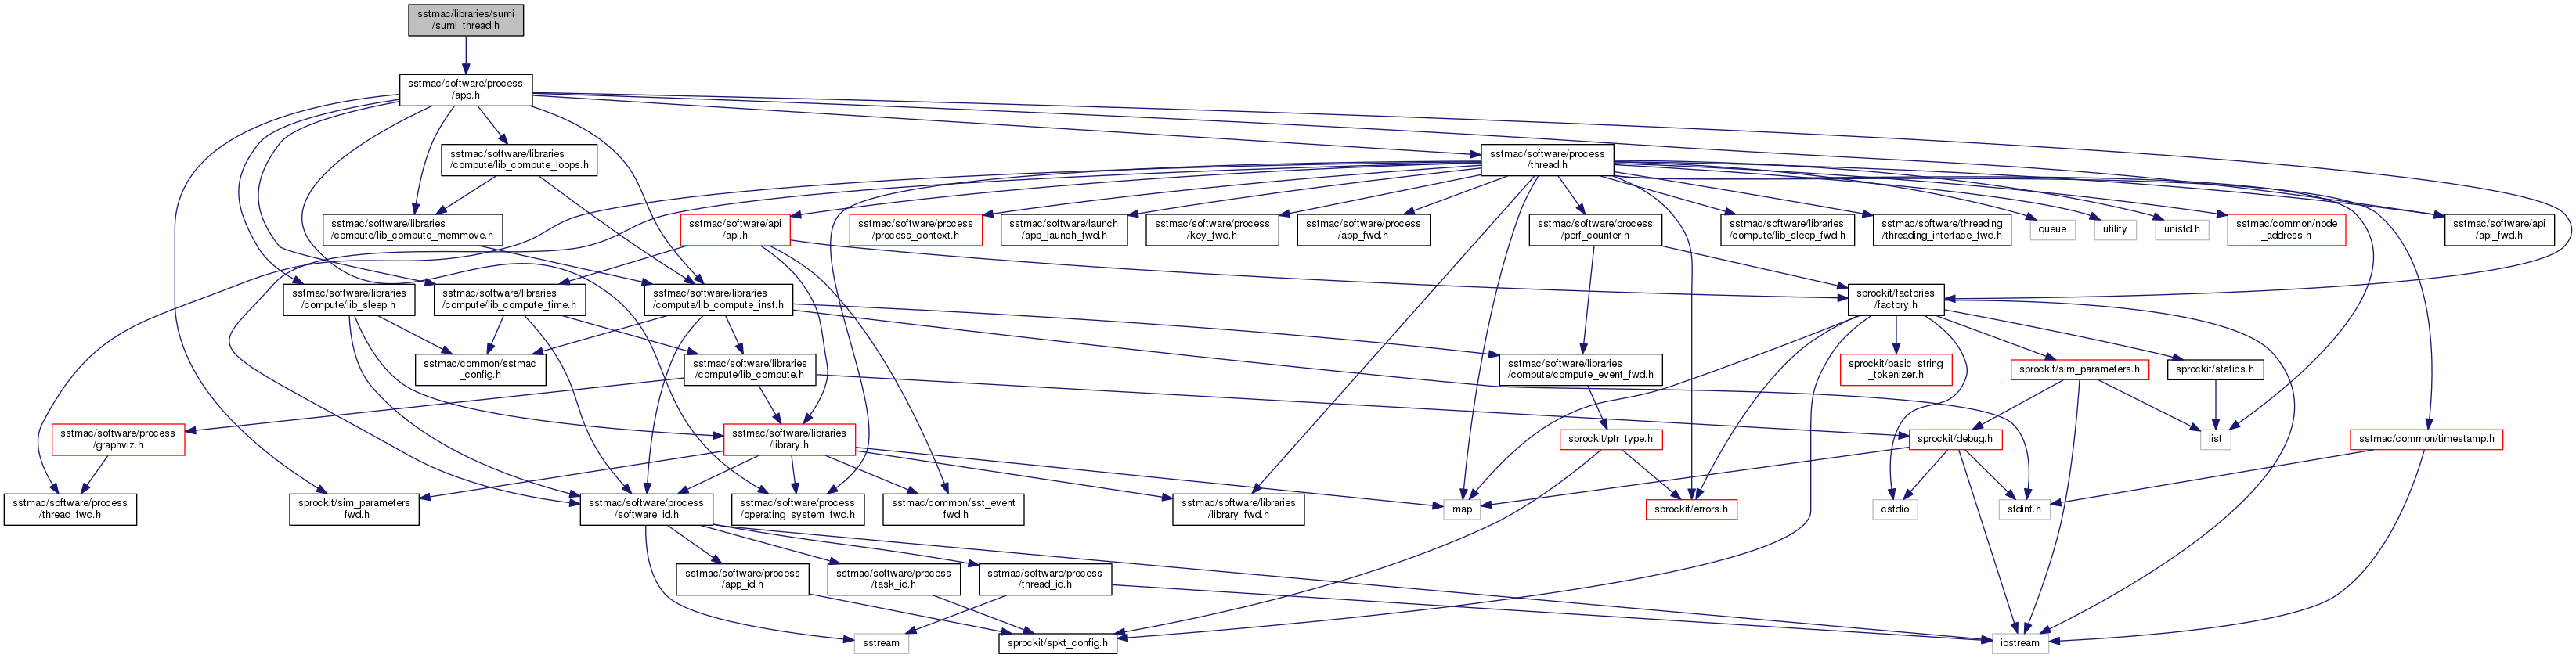 sstmac/libraries/sumi
/sumi_thread.h
sstmac/software/process
/app.h
sstmac/software/libraries
/compute/lib_compute_loops.h
sstmac/software/process
/thread.h
sstmac/software/libraries
/compute/lib_compute_memmove.h
sstmac/software/api
/api.h
sstmac/software/process
/process_context.h
sstmac/software/launch
/app_launch_fwd.h
sstmac/software/process
/key_fwd.h
sstmac/software/process
/app_fwd.h
sstmac/software/process
/perf_counter.h
sstmac/software/libraries
/compute/lib_sleep_fwd.h
sstmac/software/threading
/threading_interface_fwd.h
queue
utility
unistd.h
sstmac/common/node
_address.h
sstmac/software/api
/api_fwd.h
sstmac/software/libraries
/compute/lib_sleep.h
sstmac/software/libraries
/compute/lib_compute_time.h
sstmac/software/libraries
/compute/lib_compute_inst.h
sprockit/factories
/factory.h
sstmac/common/sstmac
_config.h
sstmac/software/libraries
/compute/lib_compute.h
sstmac/software/libraries
/compute/compute_event_fwd.h
sprockit/basic_string
_tokenizer.h
sprockit/sim_parameters.h
sprockit/statics.h
sstmac/software/process
/graphviz.h
sstmac/software/libraries
/library.h
sprockit/ptr_type.h
sprockit/debug.h
list
sstmac/common/timestamp.h
sstmac/software/process
/thread_fwd.h
sprockit/sim_parameters
_fwd.h
sstmac/software/process
/software_id.h
sstmac/software/process
/operating_system_fwd.h
sstmac/common/sst_event
_fwd.h
sstmac/software/libraries
/library_fwd.h
map
sprockit/errors.h
cstdio
stdint.h
sstmac/software/process
/app_id.h
sstmac/software/process
/task_id.h
sstmac/software/process
/thread_id.h
sstream
sprockit/spkt_config.h
iostream